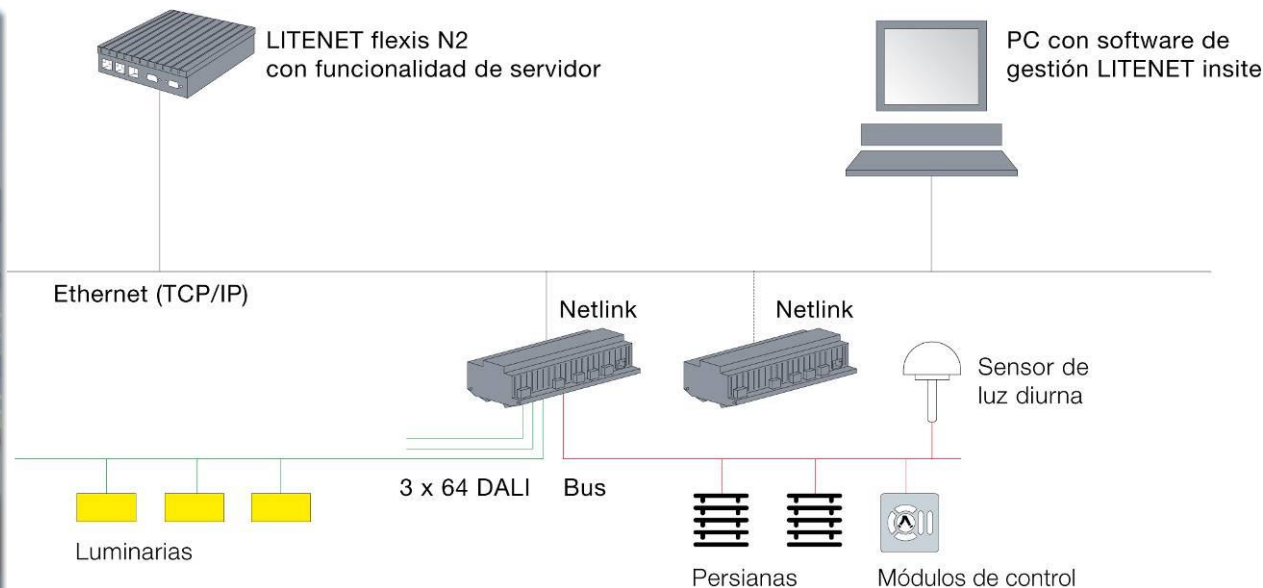 LITENET flexis N2
con funcionalidad de servidor
PC con software de
gestión LITENET insite
Ethernet (TCP/IP)
Netlink
Netlink
Sensor de
luz diurna
3 x 64 DALI
Bus
Luminarias
Persianas
Módulos de control